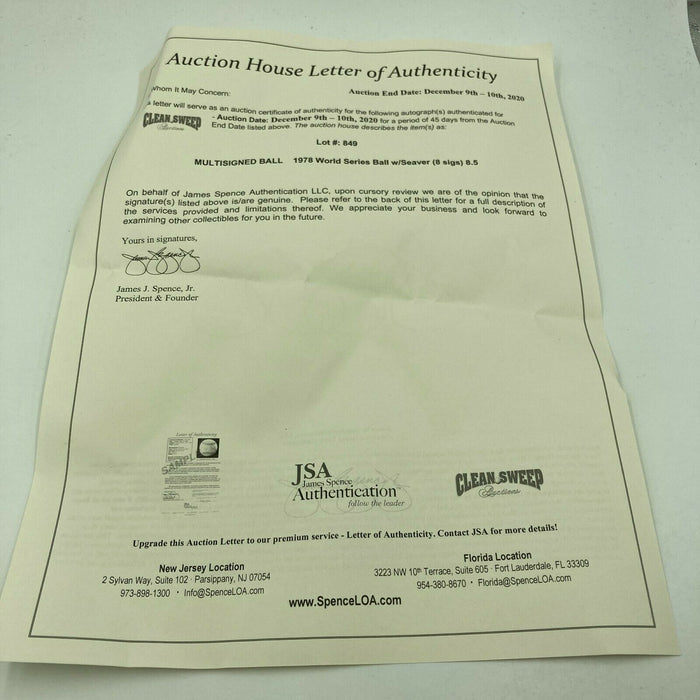 Auction House Letter of Authenticity
Whom It May Concern:
Auction End Date: December 9th – 10th, 2020
letter will serve as an auction certificate of authenticity for the following autograph(s) authenticated for
CLEAN SWEEP Auctions - Auction Date: December 9th – 10th, 2020 for a period of 45 days from the Auction
End Date listed above. The auction house describes the item(s) as:
Lot #: 849
MULTISIGNED BALL 1978 World Series Ball w/Seaver (8 sigs) 8.5
On behalf of James Spence Authentication LLC, upon cursory review we are of the opinion that the
signature(s) listed above is/are genuine. Please refer to the back of this letter for a full description of
the services provided and limitations thereof. We appreciate your business and look forward to
examining other collectibles for you in the future.
Yours in signatures,
James J. Spence, Jr.
President & Founder
Letter of Authenticity
SAMPLE
JSA
James Spence
Authentication
follow the leader
CLEAN SWEEP
Auctions
Upgrade this Auction Letter to our premium service - Letter of Authenticity. Contact JSA for more details!
New Jersey Location
2 Sylvan Way, Suite 102 · Parsippany, NJ 07054
973-898-1300 · Info@SpenceLOA.com
Florida Location
3223 NW 10th Terrace, Suite 605 · Fort Lauderdale, FL 33309
954-380-8670 · Florida@SpenceLOA.com
www.SpenceLOA.com